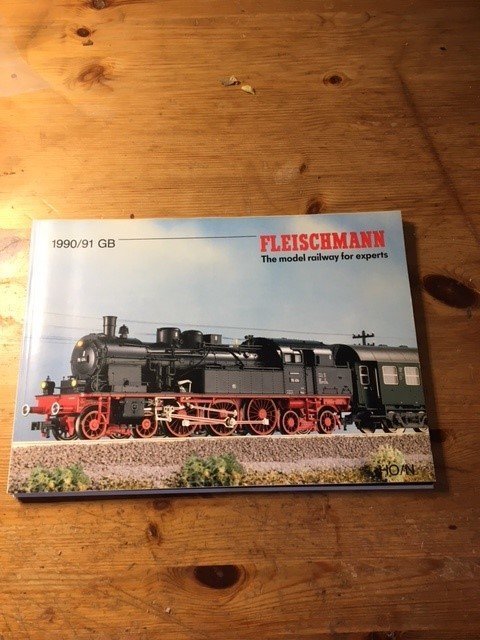 1990/91 GB
FLEISCHMANN
The model railway for experts
HO/N